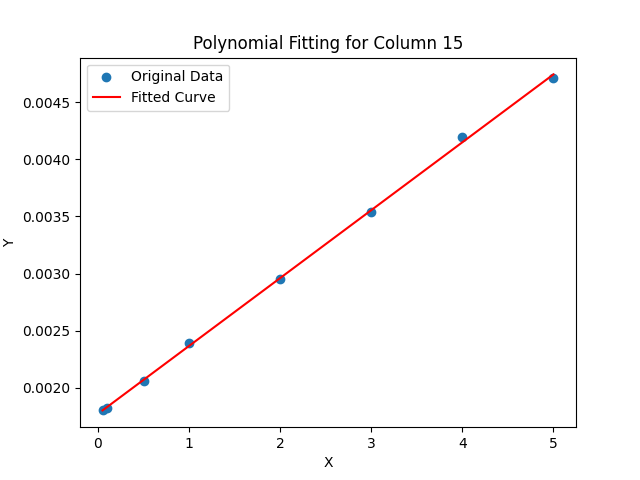 Polynomial Fitting for Column 15
Original Data
Fitted Curve
0.0045
0.0040
0.0035
0.0030
0.0025
0.0020
Y
0 1 2 3 4 5
X